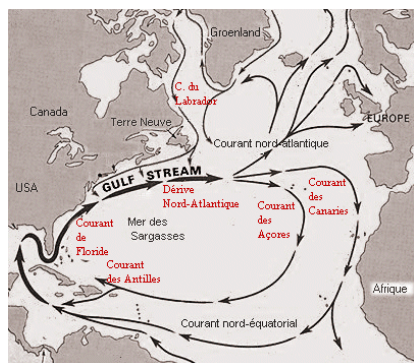 Groenland
C. du
Labrador
Canada
Terre Neuve
EUROPE
Courant nord-atlantique
USA
GULF STREAM
Dérive
Nord-Atlantique
Courant
des
Canaries
Courant
de
Floride
Mer des
Sargasses
Courant
des
Açores
Courant
des Antilles
Afrique
Courant nord-équatorial